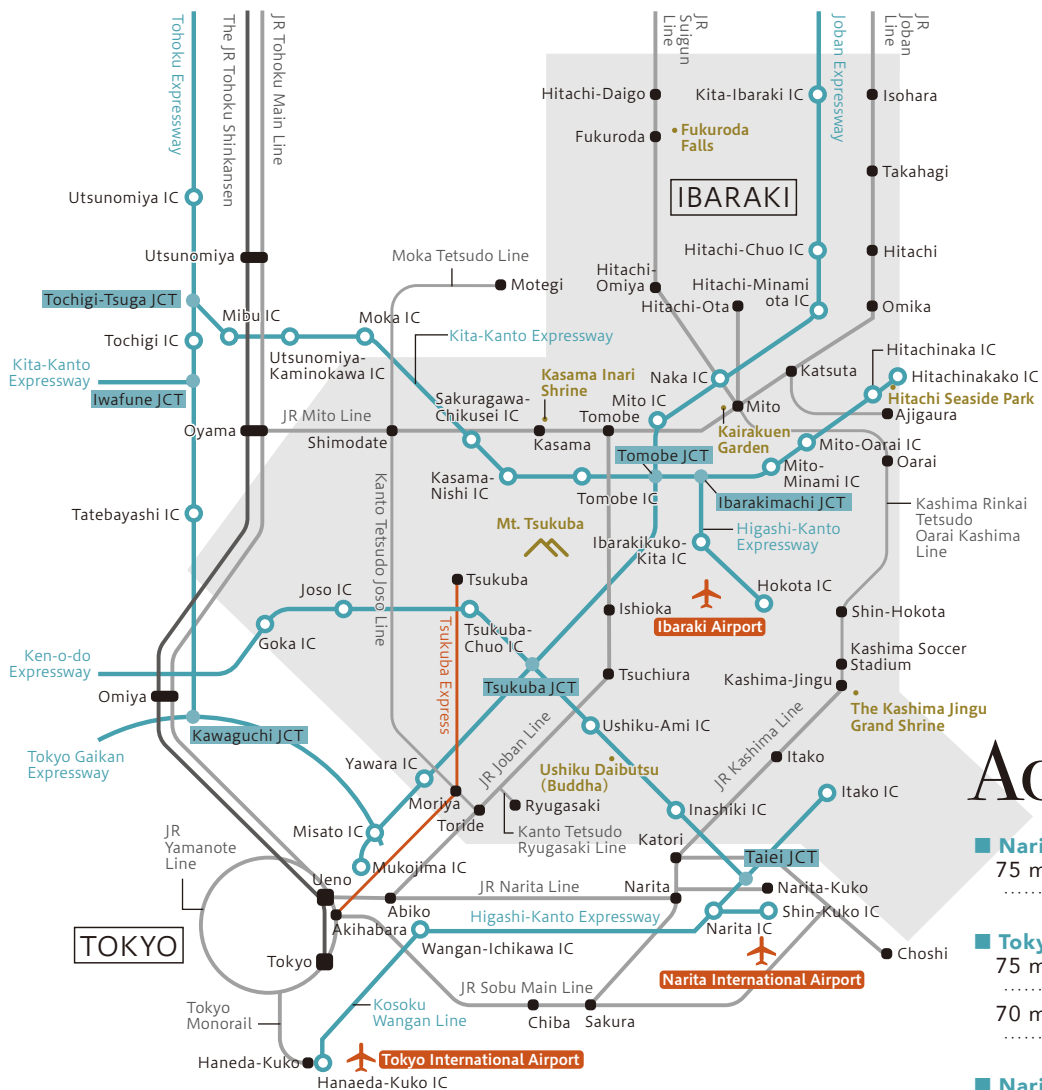 Tohoku Expressway
The JR Tohoku Shinkansen
JR Tohoku Main Line
JR
Suigun
Line
Joban Expressway
JR
Joban
Line
Hitachi-Daigo
Kita-Ibaraki IC
Isohara
Fukuroda
Fukuroda
Falls
Takahagi
Utsunomiya IC
IBARAKI
Utsunomiya
Moka Tetsudo Line
Motegi
Hitachi-Chuo IC
Hitachi
Hitachi-
Omiya
Hitachi-Ota
Hitachi-Minami
ota IC
Omika
Tochigi-Tsuga JCT
Mibu IC
Moka IC
Kita-Kanto Expressway
Tochigi IC
Utsunomiya-
Kaminokawa IC
Hitachinaka IC
Kita-Kanto
Expressway
Iwafune JCT
Kasama Inari
Shrine
Naka IC
Katsuta
Hitachinakako IC
Hitachi Seaside Park
Sakuragawa-
Chikusei IC
Mito IC
Mito
Ajigaura
Oyama
JR Mito Line
Shimodate
Kasama
Tomobe
Kairakuen
Garden
Mito-Oarai IC
Tomobe JCT
Oarai
Kasama-
Nishi IC
Tomobe IC
Ibarakimachi JCT
Mito-
Minami IC
Tatebayashi IC
Kanto Tetsudo Joso Line
Mt. Tsukuba
Ibarakikuko-
Kita IC
Higashi-Kanto
Expressway
Kashima Rinkai
Tetsudo
Oarai Kashima
Line
Tsukuba
Hokota IC
Joso IC
Ibaraki Airport
Ishioka
Shin-Hokota
Goka IC
Tsukuba-
Chuo IC
Tsukuba Express
Ken-o-do
Expressway
Kashima Soccer
Stadium
Tsuchiura
Kashima-Jingu
Omiya
Tsukuba JCT
The Kashima Jingu
Grand Shrine
Kawaguchi JCT
Ushiku-Ami IC
Tokyo Gaikan
Expressway
Yawara IC
JR Joban Line
Ushiku Daibutsu
(Buddha)
JR Kashima Line
Itako
Moriya
Itako IC
Ac
Toride
Ryugasaki
Inashiki IC
Misato IC
Kanto Tetsudo
Ryugasaki Line
Katori
JR
Yamanote
Line
Mukojima IC
Taiei JCT
Nari
75 m
Ueno
JR Narita Line
Narita
Narita-Kuko
Abiko
Higashi-Kanto Expressway
Shin-Kuko IC
Akihabara
Narita IC
TOKYO
Wangan-Ichikawa IC
Choshi
Toky
75 m
Tokyo
Narita International Airport
JR Sobu Main Line
70 m
Tokyo
Monorail
Kosoku
Wangan Line
Chiba
Sakura
Haneda-Kuko
Tokyo International Airport
Hanaeda-Kuko IC
Nari